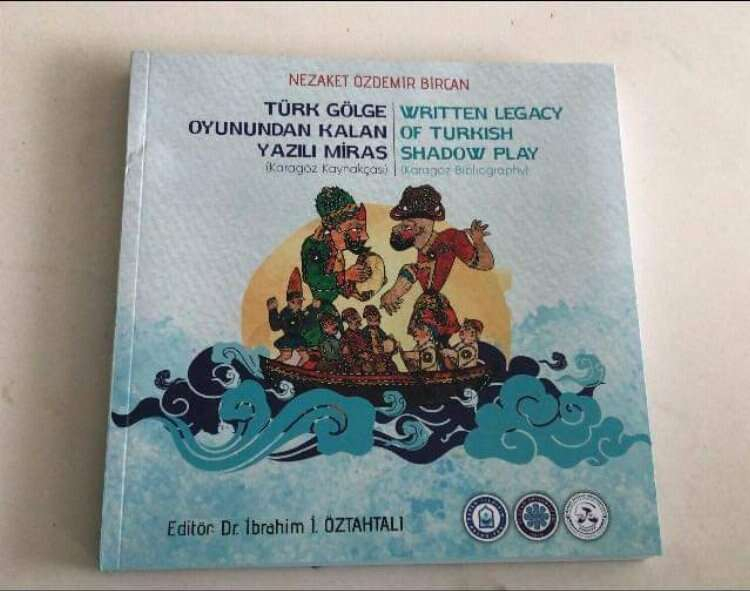 NEZAKET ÖZDEMİR BİRCAN
TÜRK GÖLGE
OYUNUNDAN KALAN
YAZILI MİRAS
(Karagöz Kaynakçası)
WRITTEN LEGACY
OF TURKISH
SHADOW PLAY
(Karagöz Bibliography)
Editör: Dr. İbrahim İ. ÖZTAHTALI